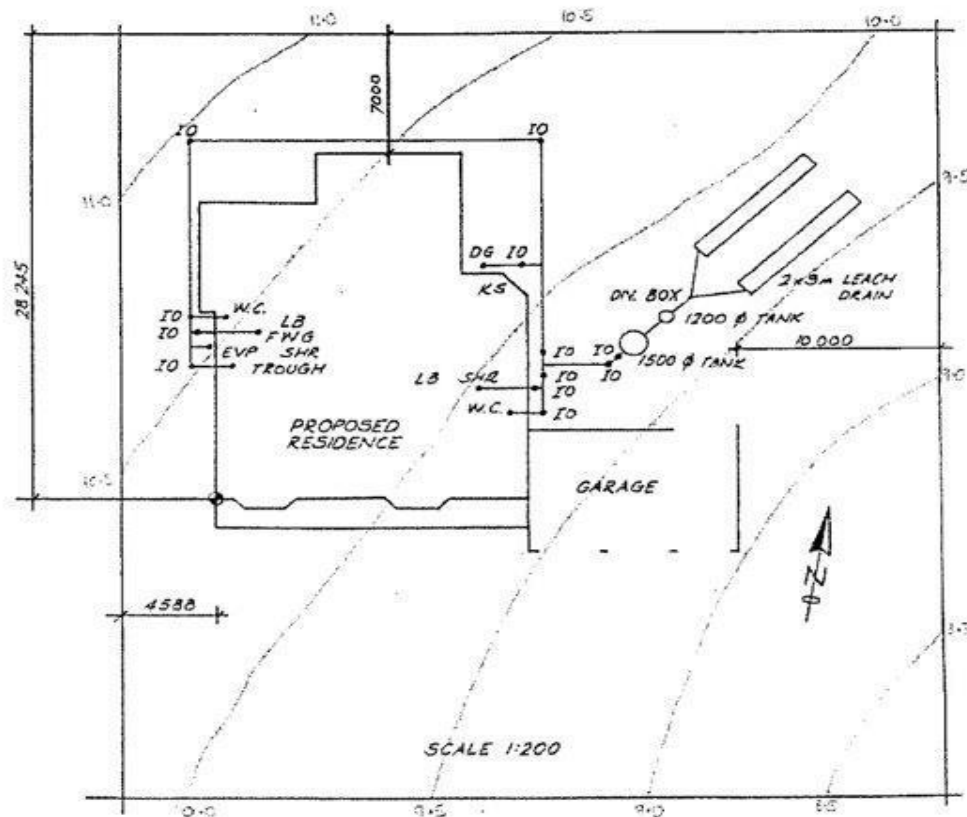 11·0 10·5 10·0
7000
IO IO
11·0
9·5
28 245
DG IO
KS
2x9m LEACH
DRAIN
DIV. BOX
1200 Ø TANK
10 000
1500 Ø TANK
IO W.C.
LB
IO FWG
EVP SHR
IO TROUGH
IO IO
IO
IO
LB SHR
IO
W.C. IO
9·0
PROPOSED
RESIDENCE
GARAGE
10·5
N
4588
SCALE 1:200
9·5 9·0 8·5